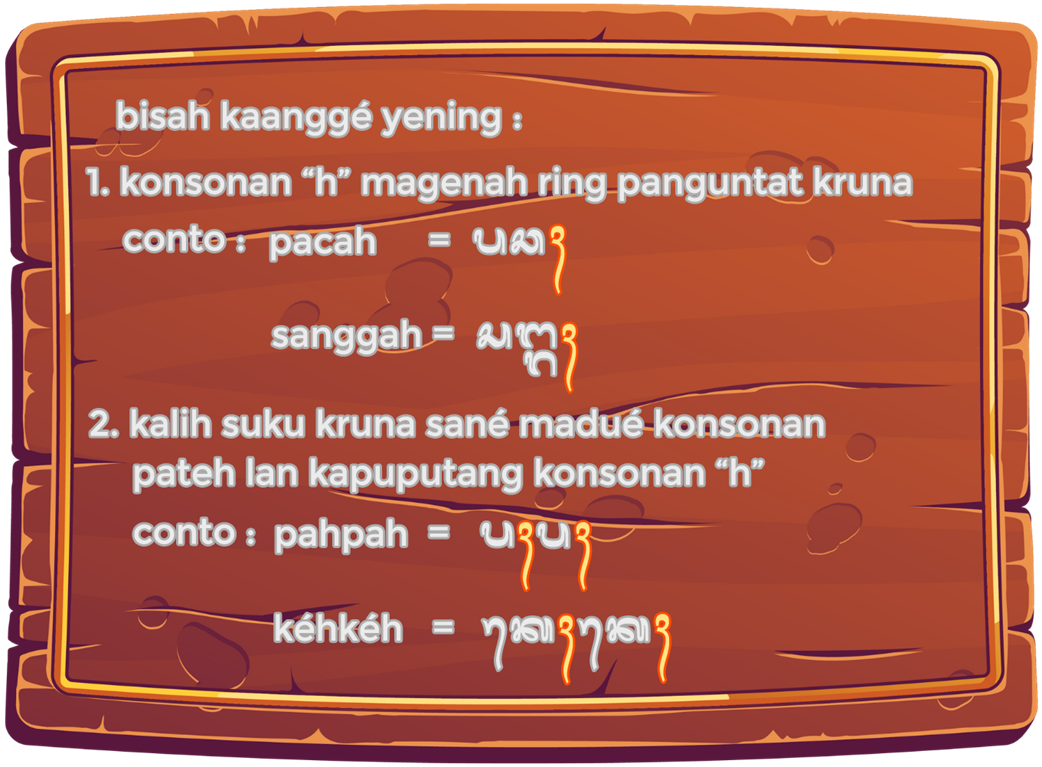 bisah kaanggé yening :
1. konsonan “h” magenah ring panguntat kruna
conto : pacah = ᬧᬘᬄ
sanggah = ᬲᬗ᭄ᬕᬄ
2. kalih suku kruna sané madué konsonan
pateh lan kapuputang konsonan “h”
conto : pahpah = ᬧᬄᬧᬄ
kéhkéh = ᬓᬾᬄᬓᬾᬄ